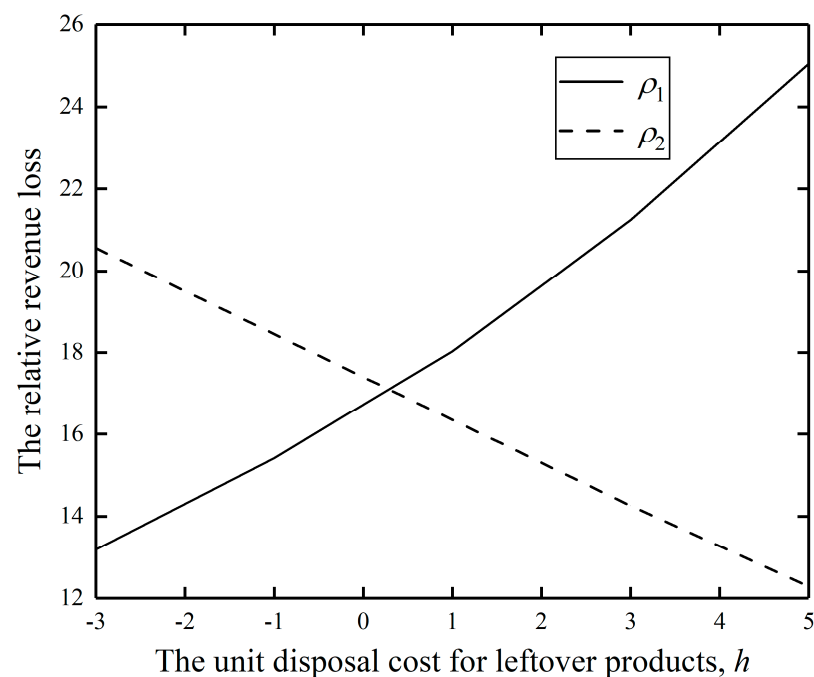 26
24
22
20
18
16
14
12
The relative revenue loss
ρ1
ρ2
-3 -2 -1 0 1 2 3 4 5
The unit disposal cost for leftover products, h